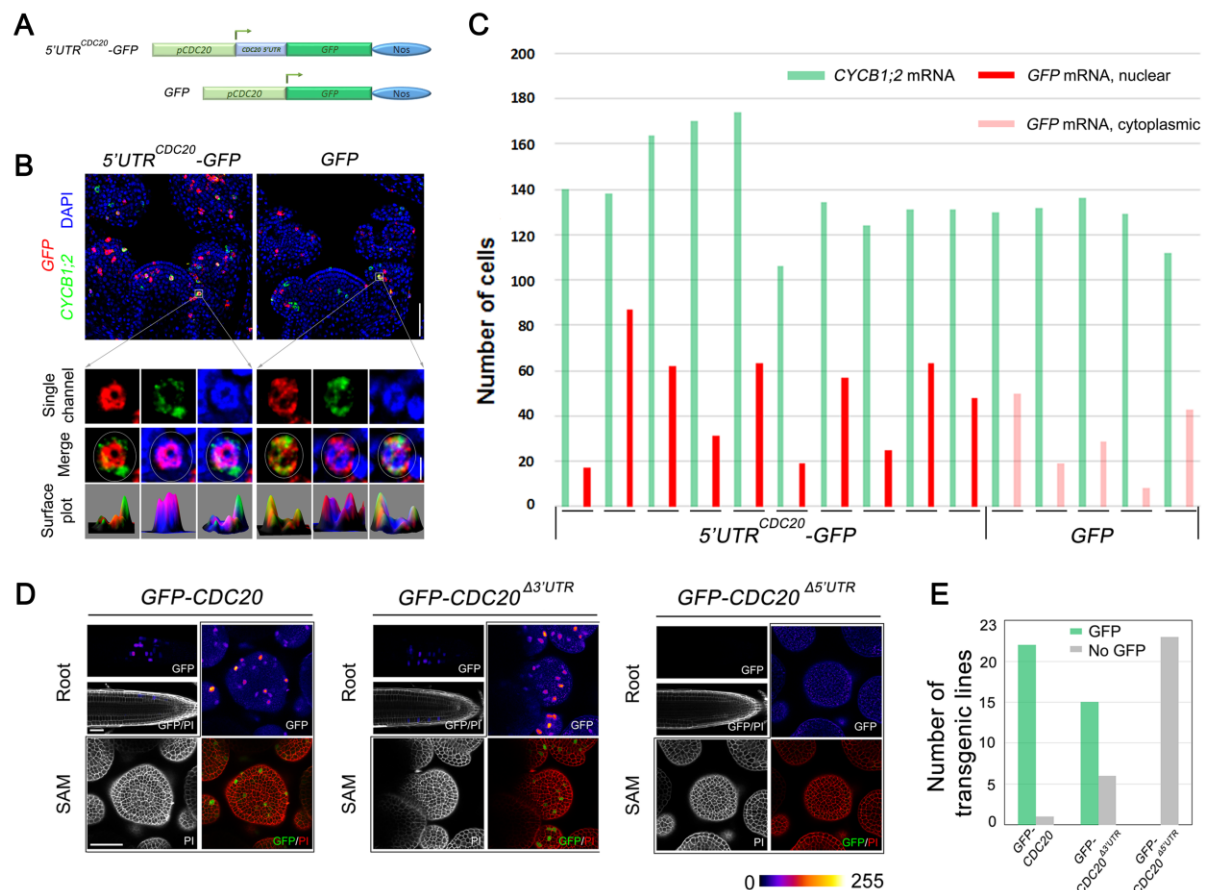 A
5'UTR^CDC20-GFP
pCDC20
CDC20 5'UTR
GFP
Nos
GFP
pCDC20
GFP
Nos
B
5'UTR^CDC20-GFP
GFP
GFP
CYCB1;2
DAPI
Single channel
Merge
Surface plot
C
Number of cells
200
180
160
140
120
100
80
60
40
20
0
CYCB1;2 mRNA
GFP mRNA, nuclear
GFP mRNA, cytoplasmic
5'UTR^CDC20-GFP
GFP
D
GFP-CDC20
GFP-CDC20^Δ3'UTR
GFP-CDC20^Δ5'UTR
Root
GFP
GFP/PI
GFP
SAM
PI
GFP/PI
Root
GFP
GFP/PI
GFP
SAM
PI
GFP/PI
Root
GFP
GFP/PI
GFP
SAM
PI
GFP/PI
0
255
E
Number of transgenic lines
23
20
15
10
5
0
GFP
No GFP
GFP-CDC20
GFP-CDC20^Δ3'UTR
GFP-CDC20^Δ5'UTR